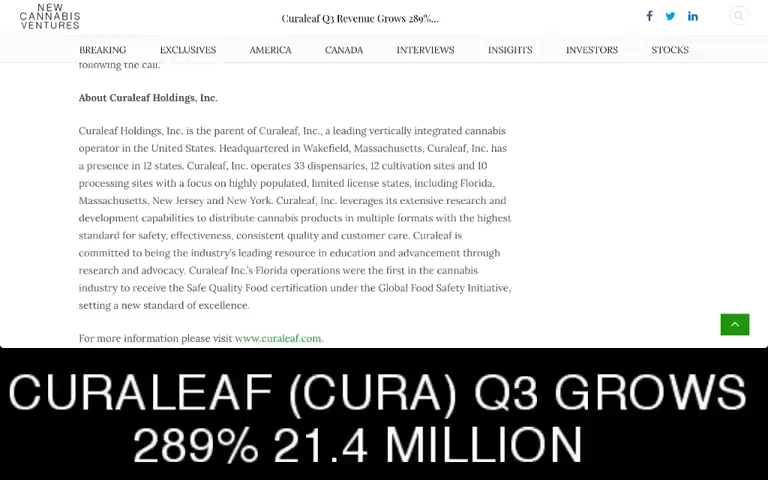 NEW
CANNABIS
VENTURES
Curaleaf Q3 Revenue Grows 289%...
BREAKING EXCLUSIVES AMERICA CANADA INTERVIEWS INSIGHTS INVESTORS STOCKS
following the call.
About Curaleaf Holdings, Inc.
Curaleaf Holdings, Inc. is the parent of Curaleaf, Inc., a leading vertically integrated cannabis
operator in the United States. Headquartered in Wakefield, Massachusetts, Curaleaf, Inc. has
a presence in 12 states. Curaleaf, Inc. operates 33 dispensaries, 12 cultivation sites and 10
processing sites with a focus on highly populated, limited license states, including Florida,
Massachusetts, New Jersey and New York. Curaleaf, Inc. leverages its extensive research and
development capabilities to distribute cannabis products in multiple formats with the highest
standard for safety, effectiveness, consistent quality and customer care. Curaleaf is
committed to being the industry's leading resource in education and advancement through
research and advocacy. Curaleaf Inc.'s Florida operations were the first in the cannabis
industry to receive the Safe Quality Food certification under the Global Food Safety Initiative,
setting a new standard of excellence.
For more information please visit www.curaleaf.com.
CURALEAF (CURA) Q3 GROWS
289% 21.4 MILLION